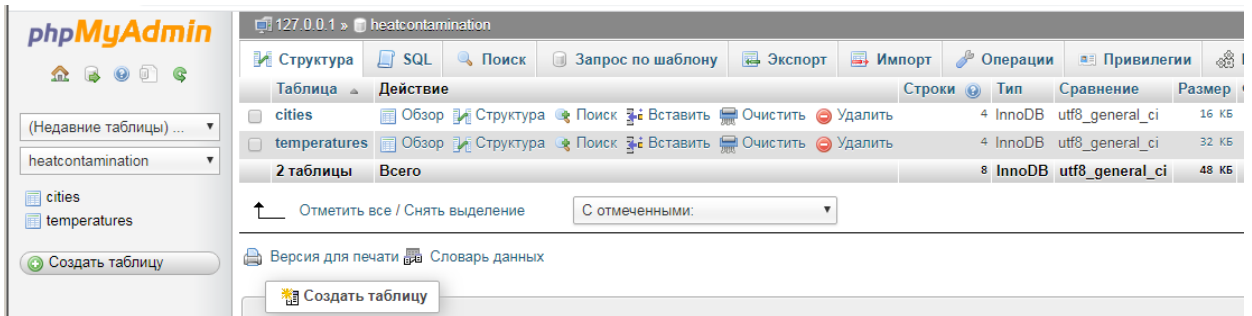 phpMyAdmin
(Недавние таблицы) ...
heatcontamination
cities
temperatures
Создать таблицу
127.0.0.1 » heatcontamination
Структура SQL Поиск Запрос по шаблону Экспорт Импорт Операции Привилегии
Таблица Действие Строки Тип Сравнение Размер
cities Обзор Структура Поиск Вставить Очистить Удалить 4 InnoDB utf8_general_ci 16 КБ
temperatures Обзор Структура Поиск Вставить Очистить Удалить 4 InnoDB utf8_general_ci 32 КБ
2 таблицы Всего 8 InnoDB utf8_general_ci 48 КБ
Отметить все / Снять выделение С отмеченными:
Версия для печати Словарь данных
Создать таблицу